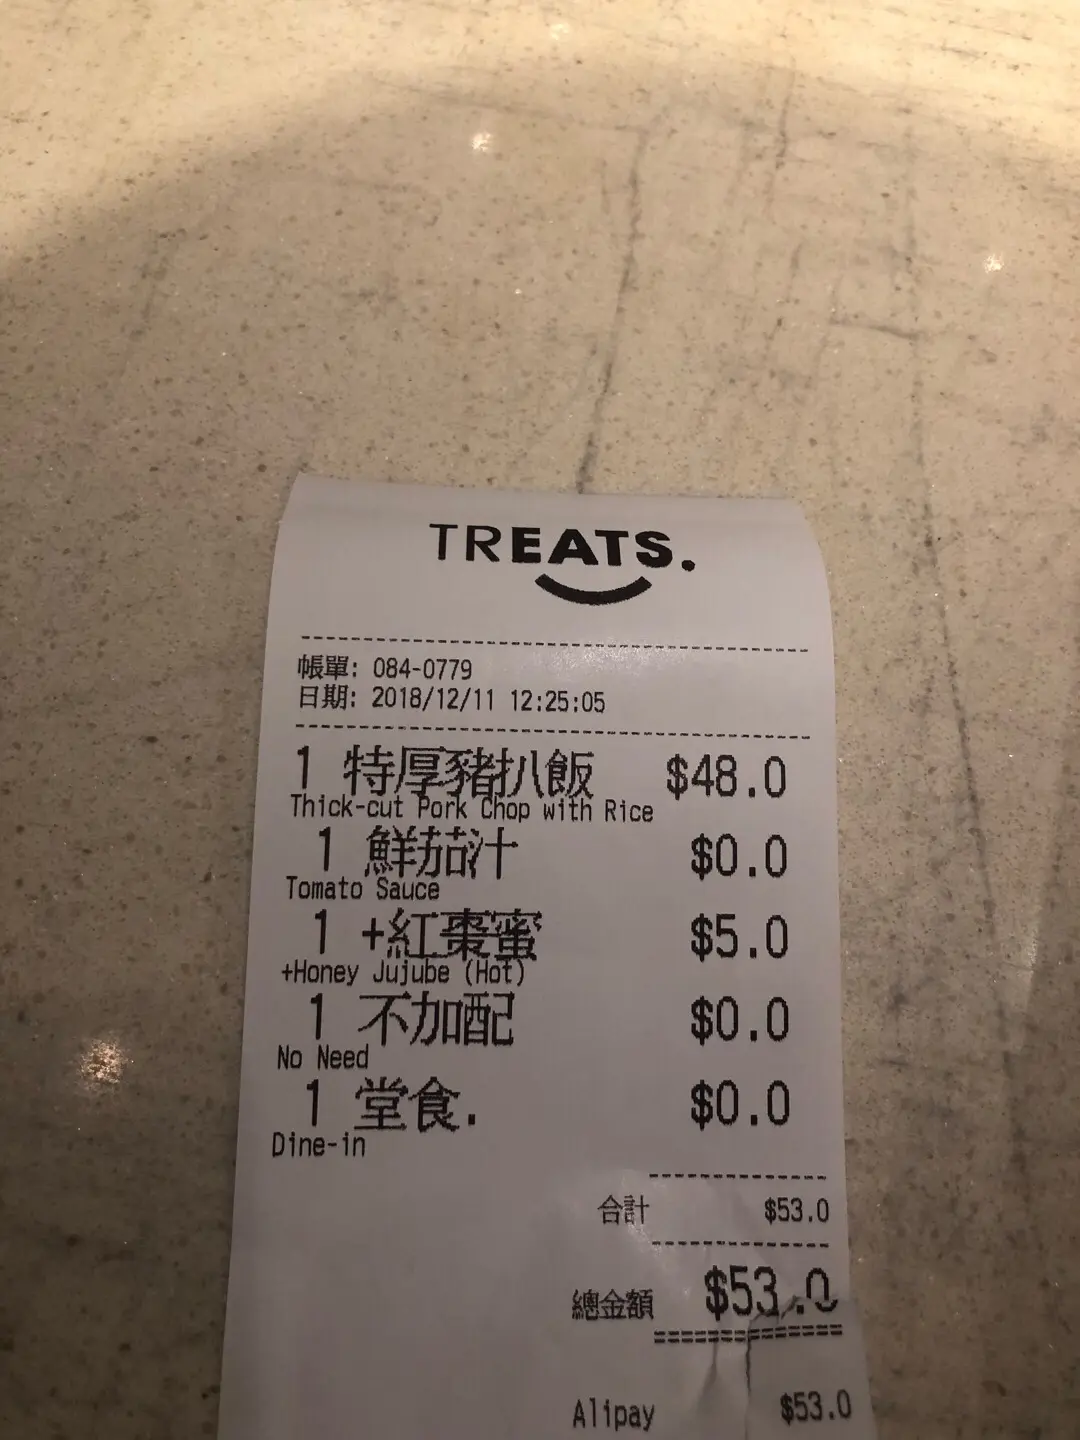 TREATS.
帳單: 084-0779
日期: 2018/12/11 12:25:05
1 特厚豬扒飯 $48.0
Thick-cut Pork Chop with Rice
1 鮮茄汁 $0.0
Tomato Sauce
1 +紅棗蜜 $5.0
+Honey Jujube (Hot)
1 不加配 $0.0
No Need
1 堂食. $0.0
Dine-in
合計 $53.0
總金額 $53.0
Alipay $53.0